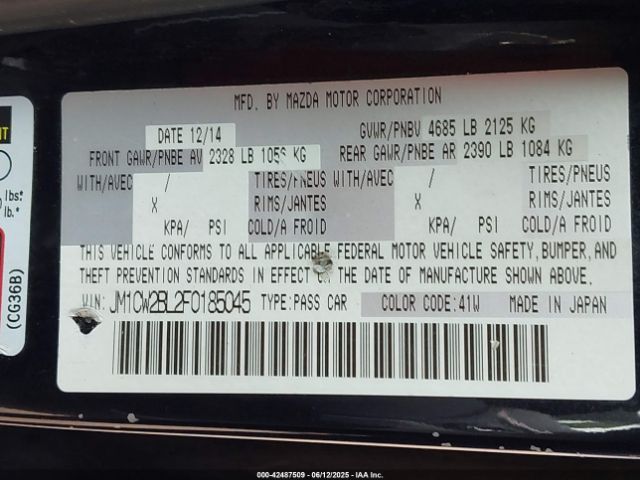 MFD. BY MAZDA MOTOR CORPORATION
DATE 12/14 GVWR/PNBV 4685 LB 2125 KG
FRONT GAWR/PNBE AV 2328 LB 1056 KG REAR GAWR/PNBE AR 2390 LB 1084 KG
WITH/AVEC / TIRES/PNEUS WITH/AVEC / TIRES/PNEUS
X RIMS/JANTES X RIMS/JANTES
KPA/ PSI COLD/A FROID KPA/ PSI COLD/A FROID
THIS VEHICLE CONFORMS TO ALL APPLICABLE FEDERAL MOTOR VEHICLE SAFETY, BUMPER, AND
THEFT PREVENTION STANDARDS IN EFFECT ON THE DATE OF MANUFACTURE SHOWN ABOVE.
VIN: JM1CW2BL2F0185045 TYPE: PASS CAR COLOR CODE: 41W MADE IN JAPAN
lbs.
lb.
(CG36B)
000-42487509 - 06/12/2025 - IAA Inc.